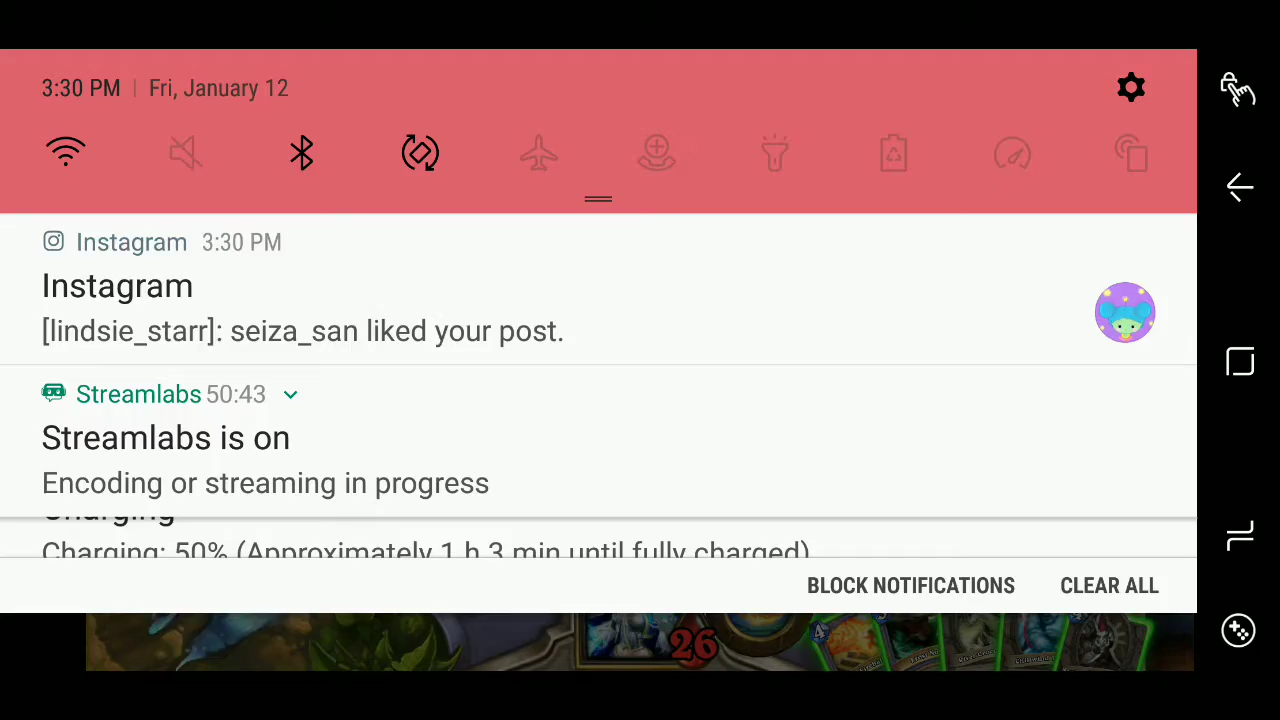 3:30 PM | Fri, January 12
Instagram 3:30 PM
Instagram
[lindsie_starr]: seiza_san liked your post.
Streamlabs 50:43
Streamlabs is on
Encoding or streaming in progress
Charging
Charging: 50% (Approximately 1 h 3 min until fully charged)
BLOCK NOTIFICATIONS CLEAR ALL
26
4